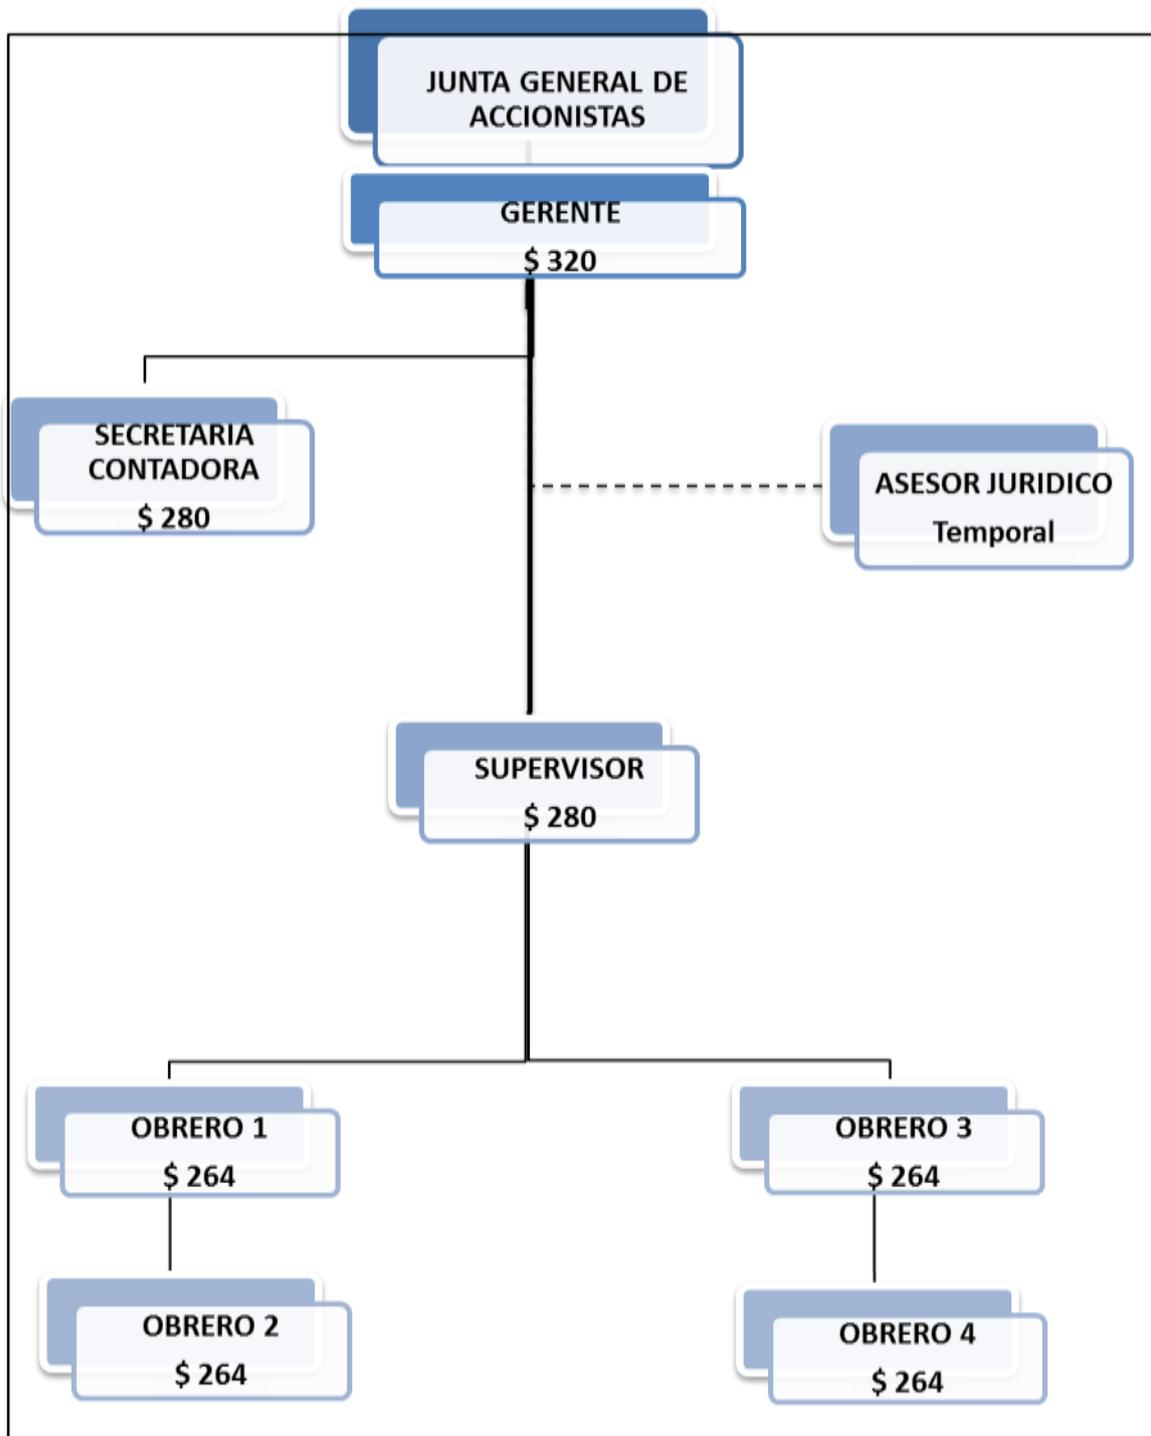 JUNTA GENERAL DE
ACCIONISTAS
GERENTE
$ 320
SECRETARIA
CONTADORA
$ 280
ASESOR JURIDICO
Temporal
SUPERVISOR
$ 280
OBRERO 1
$ 264
OBRERO 3
$ 264
OBRERO 2
$ 264
OBRERO 4
$ 264